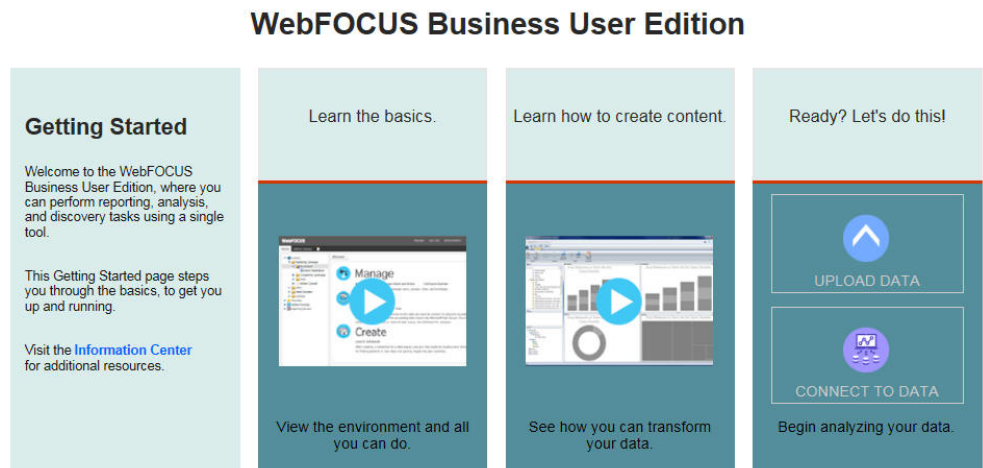 WebFOCUS Business User Edition
Getting Started
Welcome to the WebFOCUS
Business User Edition, where you
can perform reporting, analysis,
and discovery tasks using a single
tool.
This Getting Started page steps
you through the basics, to get you
up and running.
Visit the Information Center
for additional resources.
Learn the basics.
WebFOCUS
Manage
Create
View the environment and all
you can do.
Learn how to create content.
See how you can transform
your data.
Ready? Let's do this!
UPLOAD DATA
CONNECT TO DATA
Begin analyzing your data.